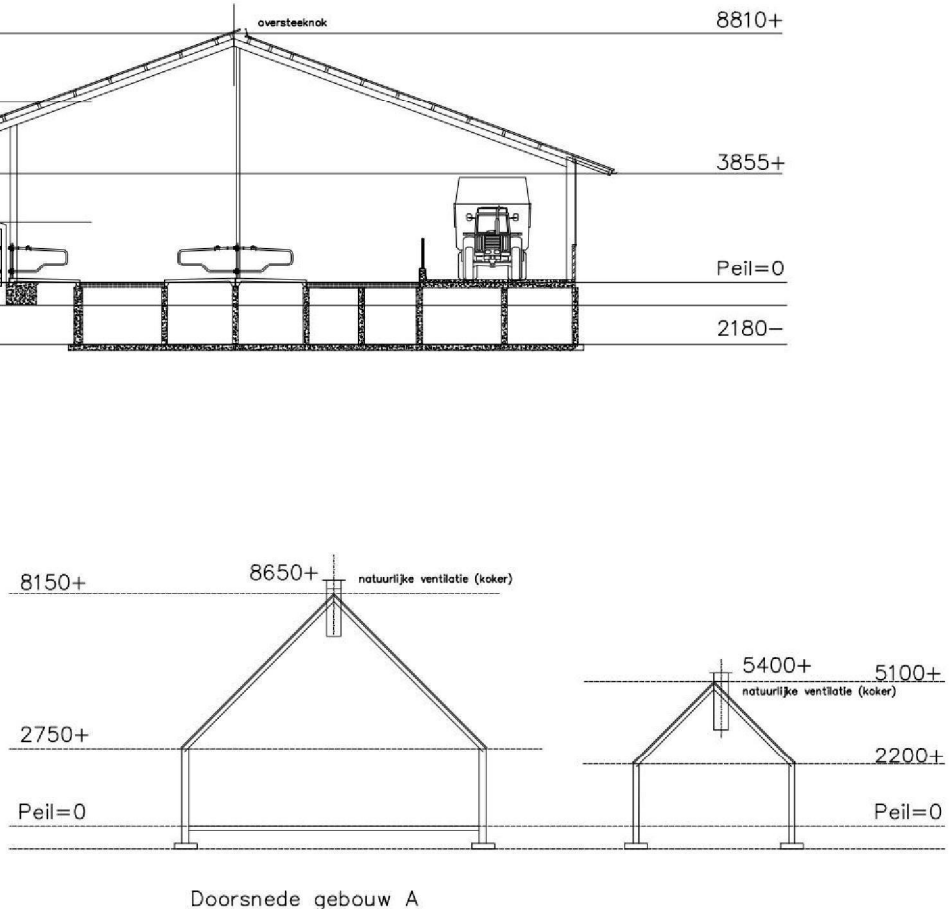 oversteeknok
8810+
3855+
Peil=0
2180-
8150+
8650+
natuurlijke ventilatie (koker)
5400+
5100+
natuurlijke ventilatie (koker)
2750+
2200+
Peil=0
Peil=0
Doorsnede gebouw A